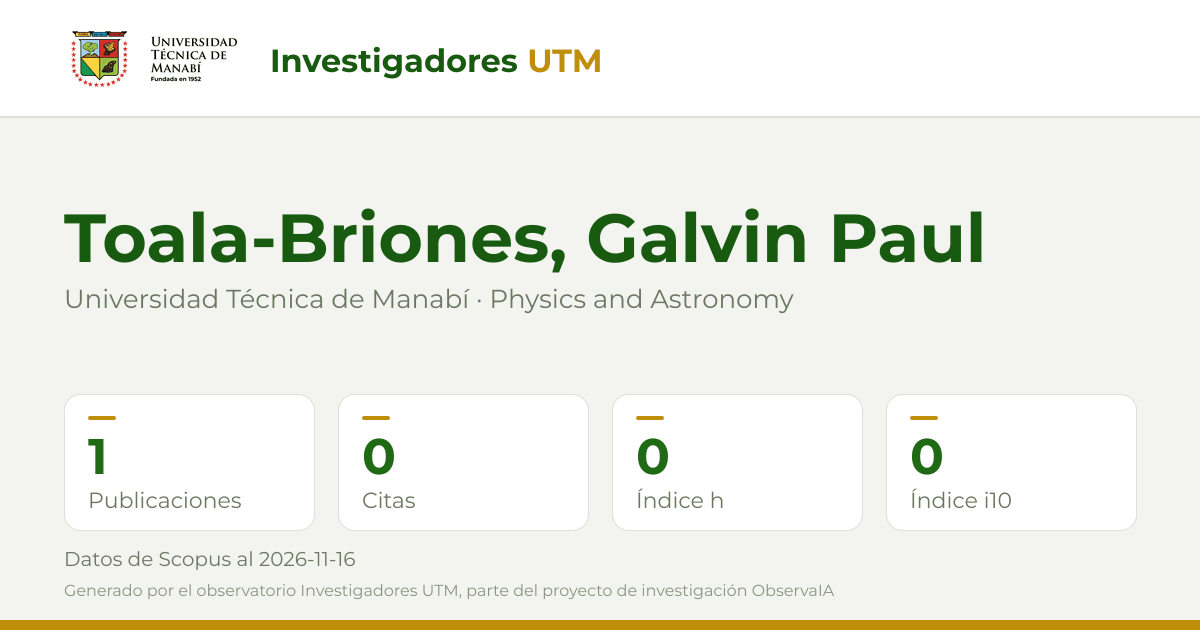 UNIVERSIDAD
TÉCNICA DE
MANABÍ
Fundada en 1952
Investigadores UTM
Toala-Briones, Galvin Paul
Universidad Técnica de Manabí · Physics and Astronomy
1
Publicaciones
0
Citas
0
Índice h
0
Índice i10
Datos de Scopus al 2026-11-16
Generado por el observatorio Investigadores UTM, parte del proyecto de investigación ObservaIA